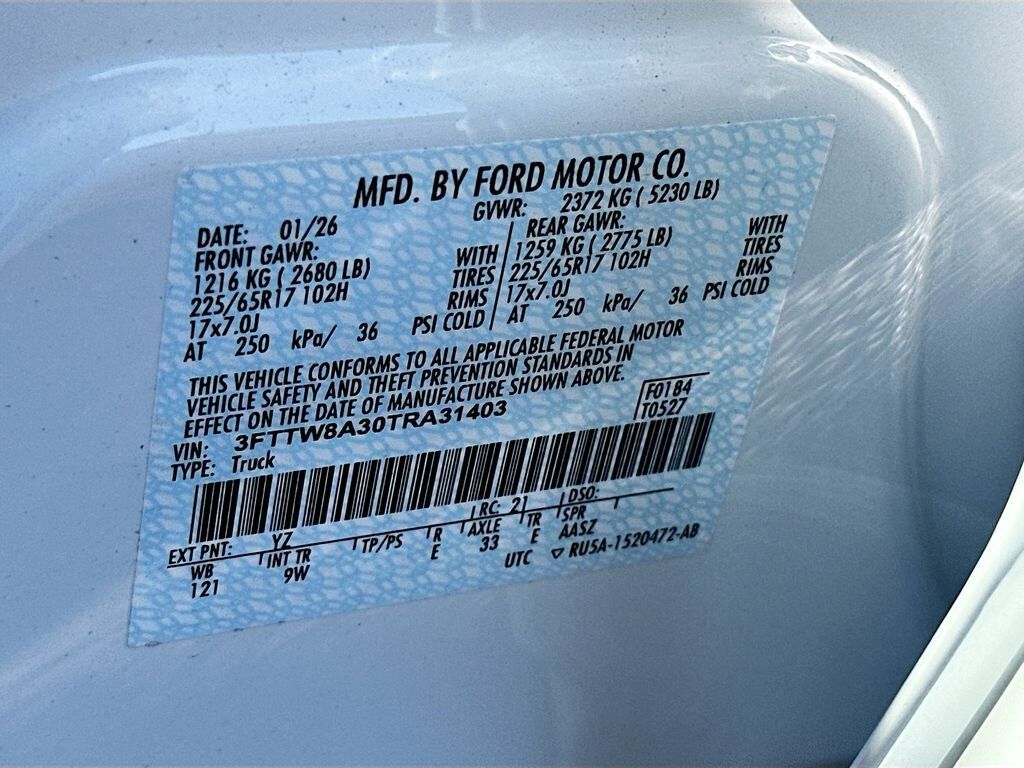 MFD. BY FORD MOTOR CO.
DATE: 01/26 GVWR: 2372 KG ( 5230 LB)
FRONT GAWR: WITH REAR GAWR: WITH
1216 KG ( 2680 LB) TIRES 1259 KG ( 2775 LB) TIRES
225/65R17 102H RIMS 225/65R17 102H RIMS
17x7.0J 17x7.0J
AT 250 kPa/ 36 PSI COLD AT 250 kPa/ 36 PSI COLD
THIS VEHICLE CONFORMS TO ALL APPLICABLE FEDERAL MOTOR
VEHICLE SAFETY AND THEFT PREVENTION STANDARDS IN
EFFECT ON THE DATE OF MANUFACTURE SHOWN ABOVE.
VIN: 3FTTW8A30TRA31403 F0184
TYPE: Truck T0527
EXT PNT: YZ RC: 21 DSO:
WB INT TR TP/PS R AXLE TR SPR
121 9W E 33 E AASZ
UTC ▽ RU5A-1520472-AB